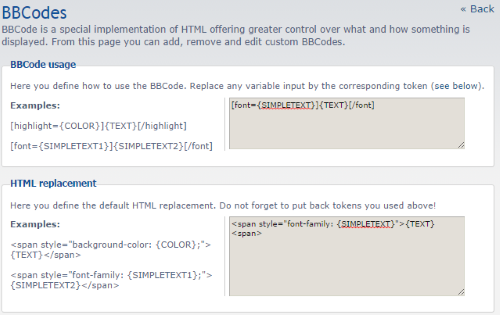 BBCodes
« Back
BBCode is a special implementation of HTML offering greater control over what and how something is
displayed. From this page you can add, remove and edit custom BBCodes.
BBCode usage
Here you define how to use the BBCode. Replace any variable input by the corresponding token (see below).
Examples:
[highlight={COLOR}]{TEXT}[/highlight]
[font={SIMPLETEXT1}]{SIMPLETEXT2}[/font]
[font={SIMPLETEXT}]{TEXT}[/font]
HTML replacement
Here you define the default HTML replacement. Do not forget to put back tokens you used above!
Examples:
<span style="background-color: {COLOR};">
{TEXT}</span>
<span style="font-family: {SIMPLETEXT1};">
{SIMPLETEXT2}</span>
<span style="font-family: {SIMPLETEXT}">{TEXT}
<span>